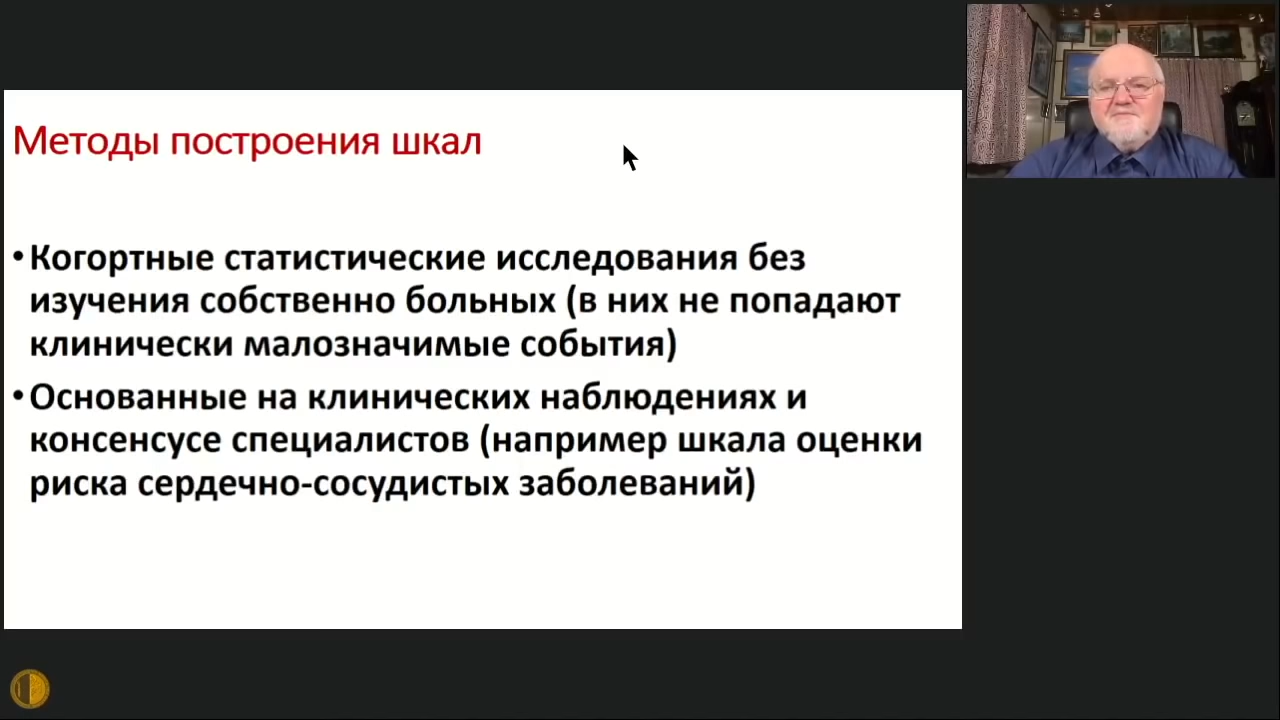 Методы построения шкал
• Когортные статистические исследования без
изучения собственно больных (в них не попадают
клинически малозначимые события)
• Основанные на клинических наблюдениях и
консенсусе специалистов (например шкала оценки
риска сердечно-сосудистых заболеваний)